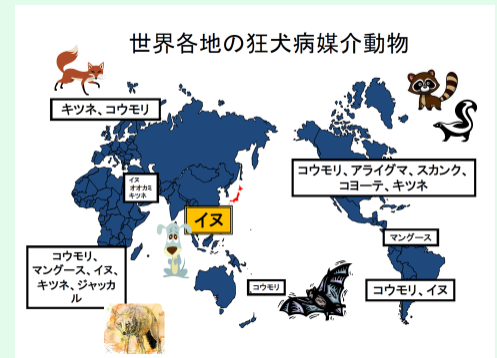 世界各地の狂犬病媒介動物
キツネ、コウモリ
コウモリ、アライグマ、スカンク、
コヨーテ、キツネ
イヌ
オオカミ
キツネ
イヌ
マングース
コウモリ、
マングース、イヌ、
キツネ、ジャッカ
ル
コウモリ
コウモリ、イヌ